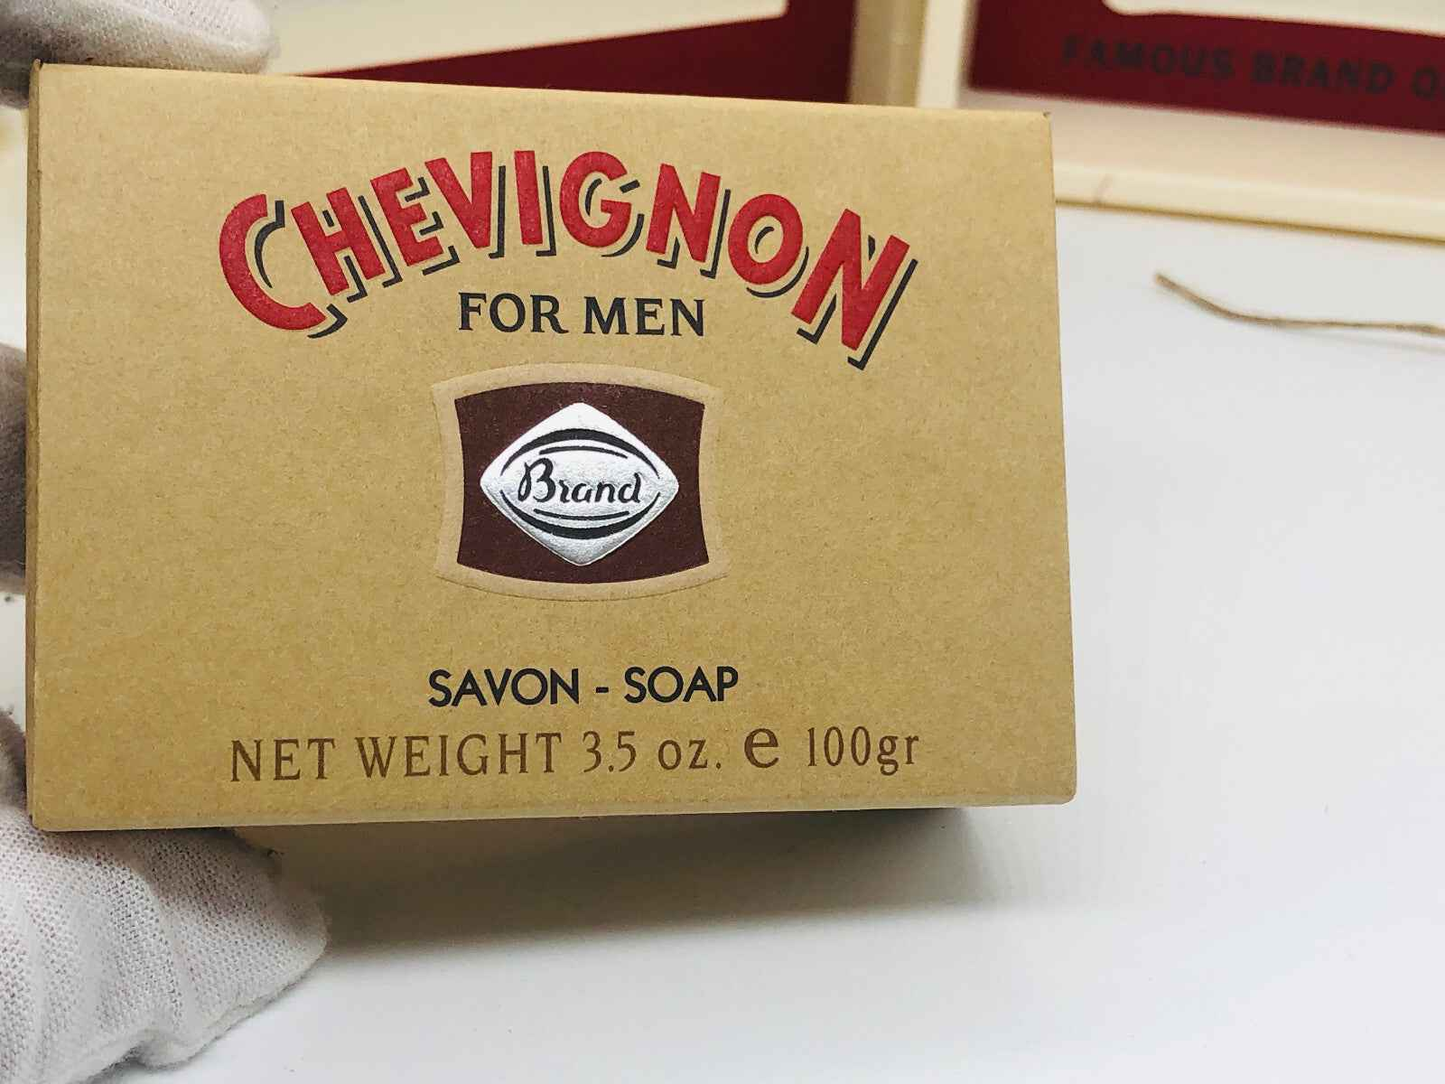 FAMOUS BRAND
CHEVIGNON
FOR MEN
Brand
SAVON - SOAP
NET WEIGHT 3.5 oz. e 100gr